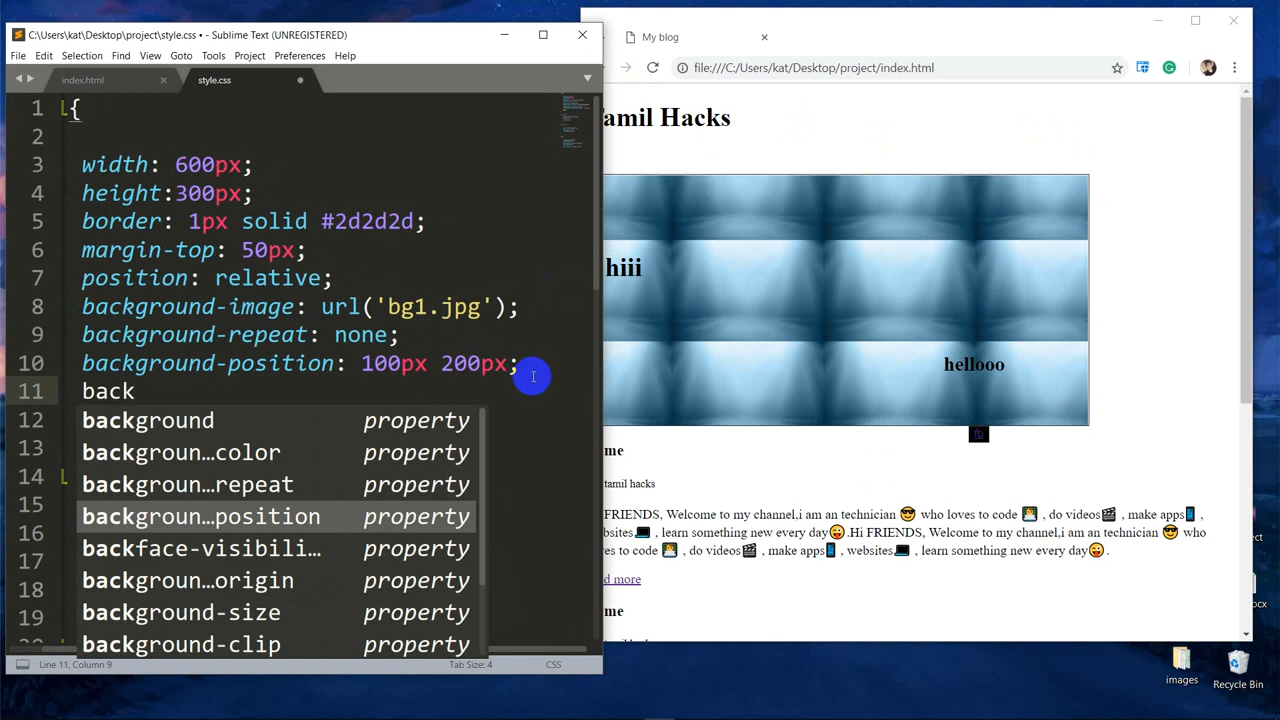 C:\Users\kat\Desktop\project\style.css • - Sublime Text (UNREGISTERED)
File Edit Selection Find View Goto Tools Project Preferences Help
index.html
style.css
1 {
2
3 width: 600px;
4 height:300px;
5 border: 1px solid #2d2d2d;
6 margin-top: 50px;
7 position: relative;
8 background-image: url('bg1.jpg');
9 background-repeat: none;
10 background-position: 100px 200px;
11 back
12
13
14
15
16
17
18
19
background property
backgroun…color property
backgroun…repeat property
backgroun…position property
backface-visibili… property
backgroun…origin property
background-size property
background-clip property
Line 11, Column 9
Tab Size: 4
CSS
My blog
file:///C:/Users/kat/Desktop/project/index.html
amil Hacks
hiii
hellooo
me
tamil hacks
FRIENDS, Welcome to my channel,i am an technician 😎 who loves to code 👩‍💻 , do videos🎬 , make apps📱 ,
bsites💻 , learn something new every day😜.Hi FRIENDS, Welcome to my channel,i am an technician 😎 who
es to code 👩‍💻 , do videos🎬 , make apps📱 , websites💻 , learn something new every day😜.
d more
me
images
Recycle Bin